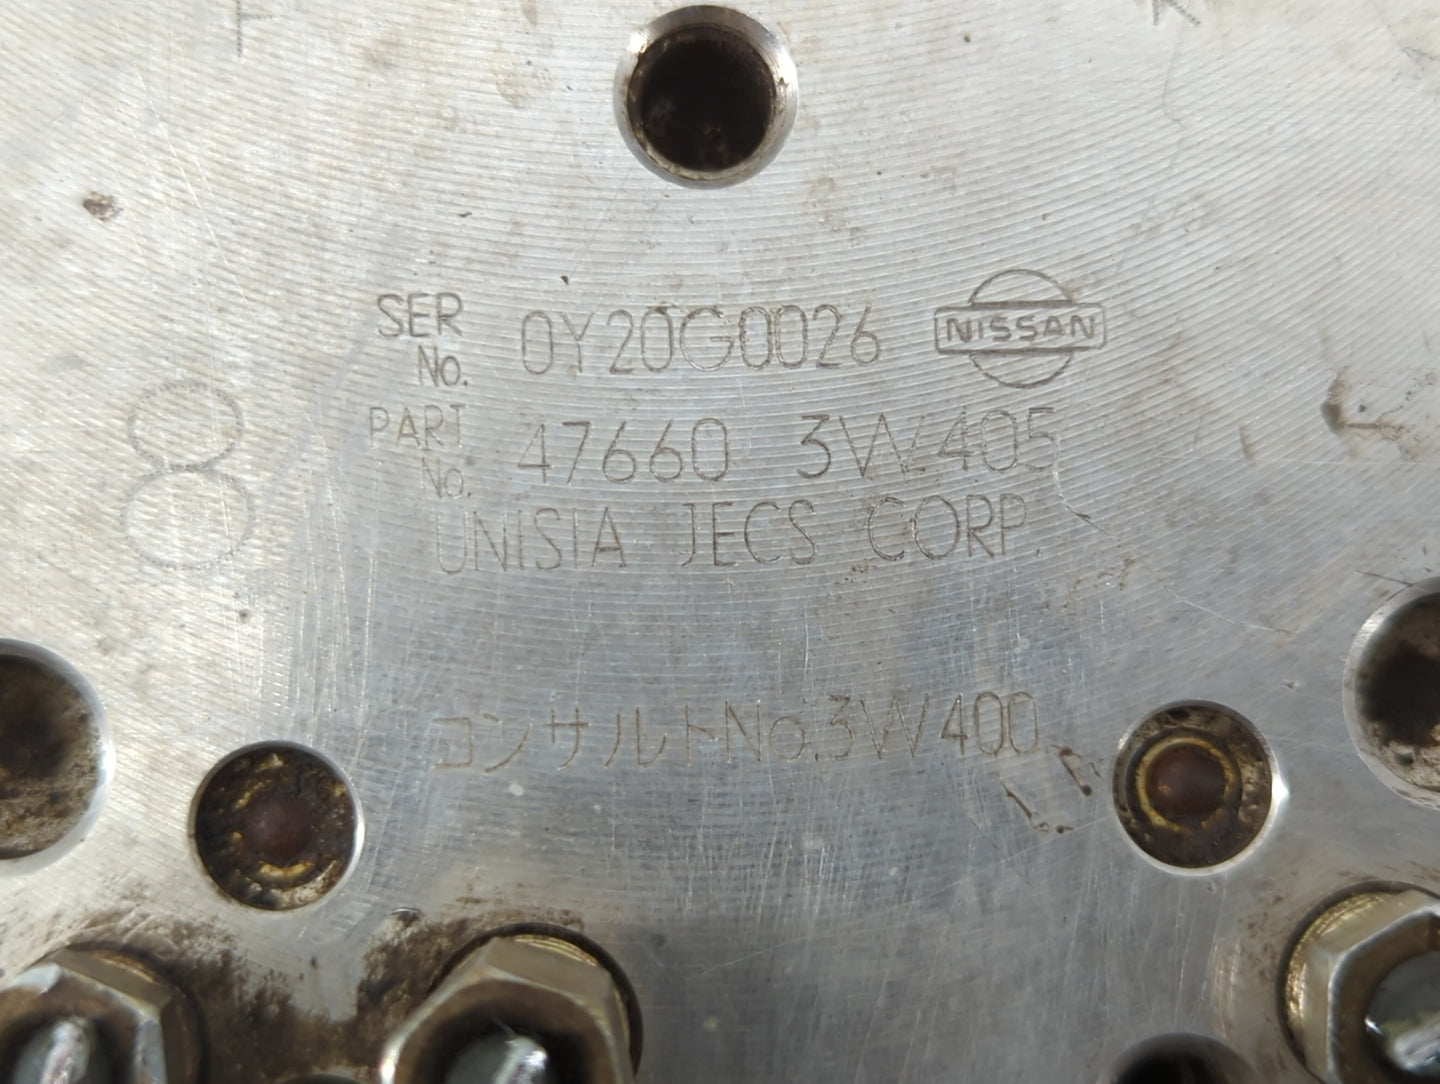 F R
SER No. 0Y20G0026 NISSAN
8
PART No. 47660 3W405
UNISIA JECS CORP.
コンサルトNo.3W400